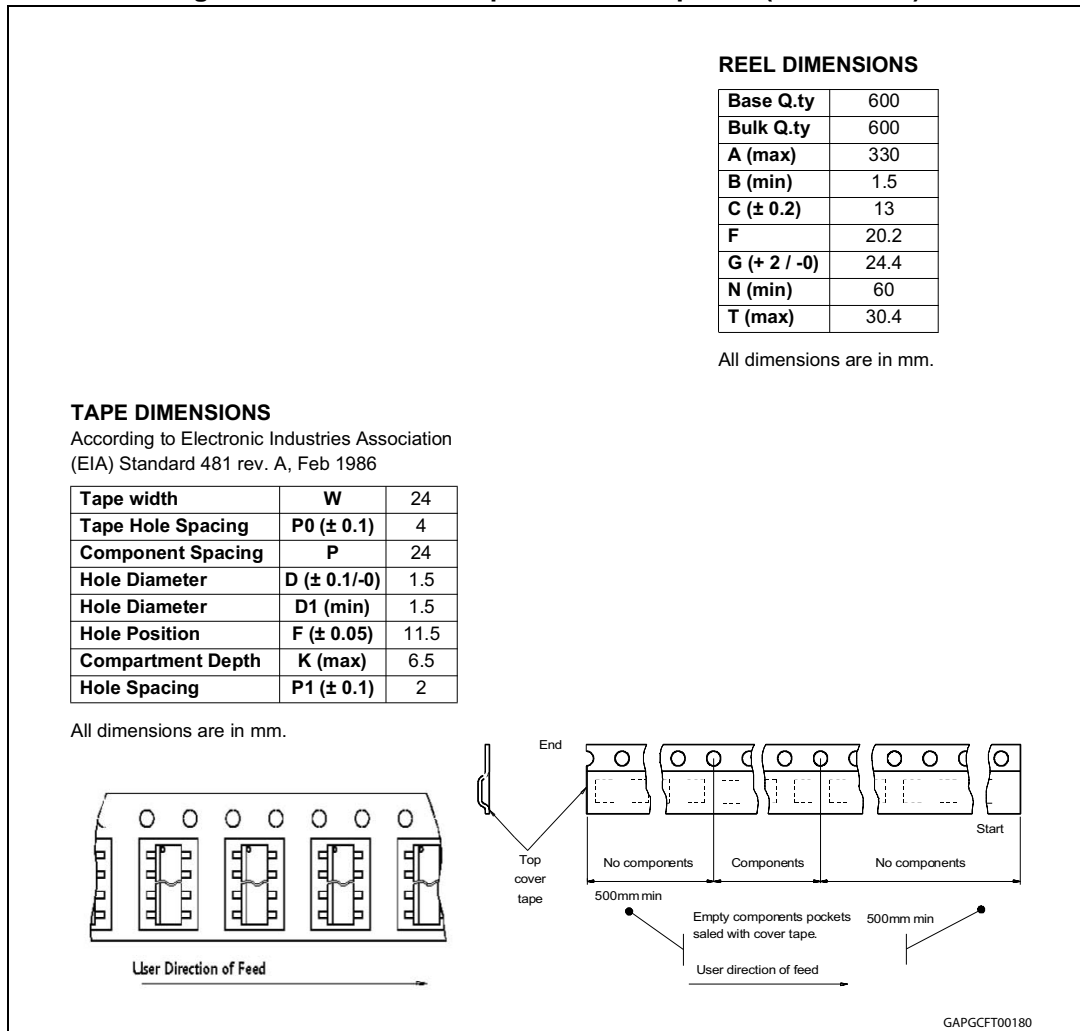 REEL DIMENSIONS
Base Q.ty 600
Bulk Q.ty 600
A (max) 330
B (min) 1.5
C (± 0.2) 13
F 20.2
G (+ 2 / -0) 24.4
N (min) 60
T (max) 30.4
All dimensions are in mm.
TAPE DIMENSIONS
According to Electronic Industries Association
(EIA) Standard 481 rev. A, Feb 1986
Tape width W 24
Tape Hole Spacing P0 (± 0.1) 4
Component Spacing P 24
Hole Diameter D (± 0.1/-0) 1.5
Hole Diameter D1 (min) 1.5
Hole Position F (± 0.05) 11.5
Compartment Depth K (max) 6.5
Hole Spacing P1 (± 0.1) 2
All dimensions are in mm.
End
Start
Top
cover
tape
No components Components No components
500mm min
Empty components pockets
saled with cover tape.
500mm min
User direction of feed
User Direction of Feed
GAPGCFT00180